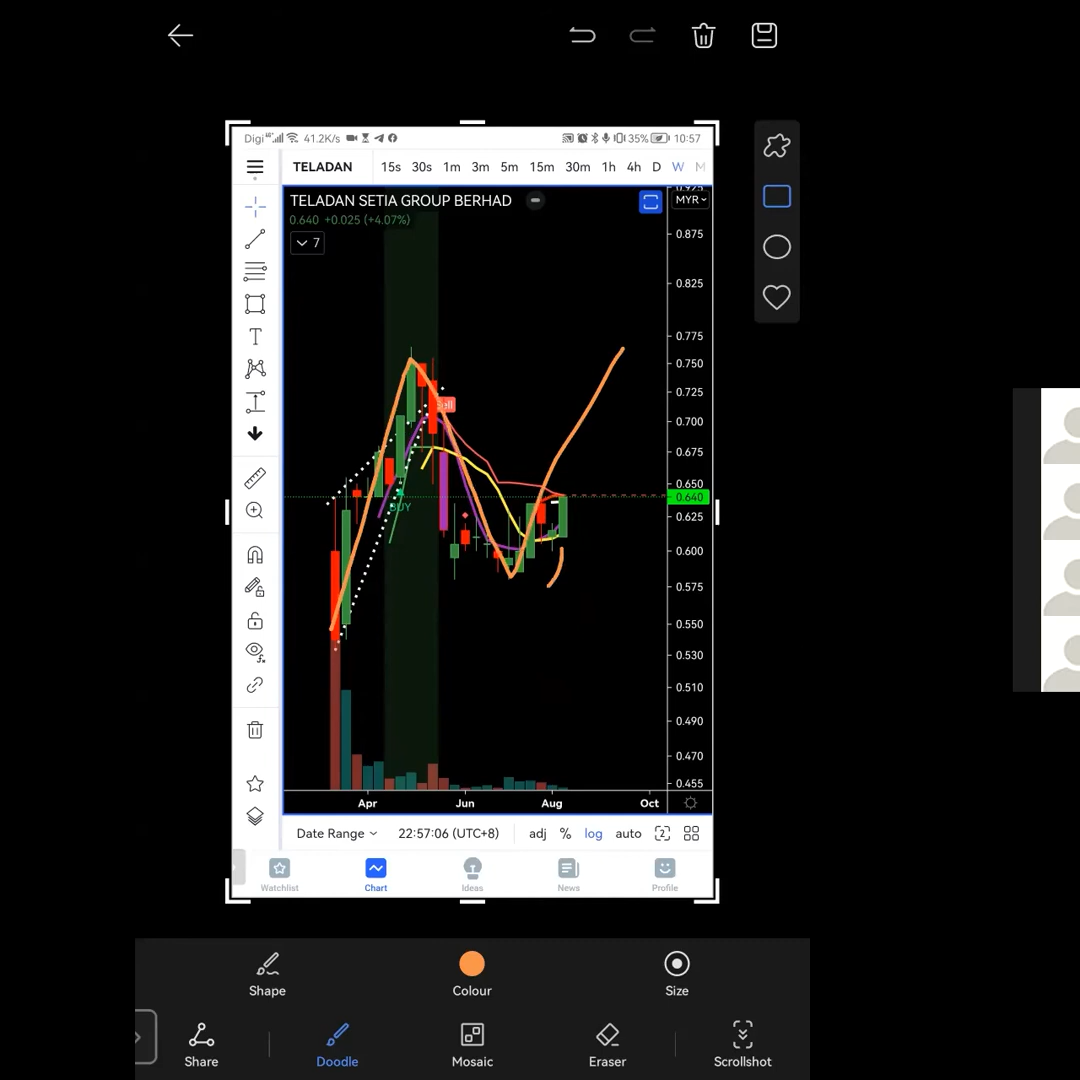 Digi 4G 41.2K/s 35% 10:57
TELADAN 15s 30s 1m 3m 5m 15m 30m 1h 4h D W M
TELADAN SETIA GROUP BERHAD
MYR
0.640 +0.025 (+4.07%)
7
0.925
0.875
0.825
0.775
0.750
0.725
0.700
0.675
0.650
0.640
0.625
0.600
0.575
0.550
0.530
0.510
0.490
0.470
0.455
BUY
Apr Jun Aug Oct
Date Range 22:57:06 (UTC+8) adj % log auto 2
Watchlist Chart Ideas News Profile
Shape Colour Size
Share Doodle Mosaic Eraser Scrollshot